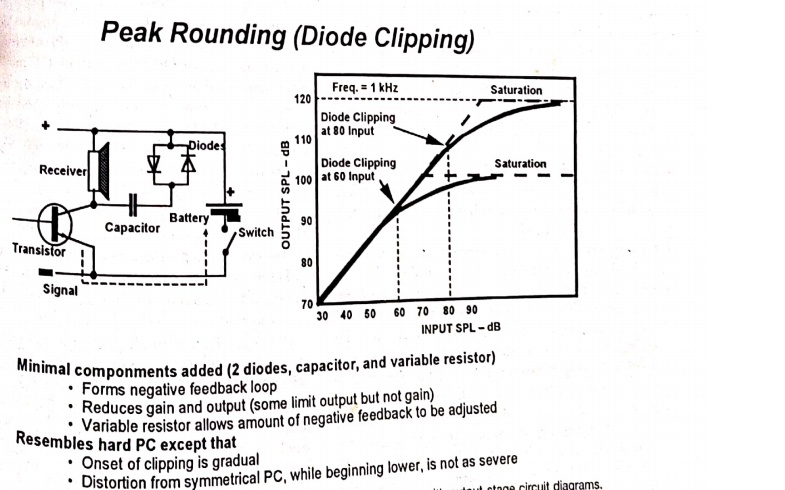 Peak Rounding (Diode Clipping)
+
Receiver
Diodes
Capacitor
Battery
+
Switch
Transistor
Signal
OUTPUT SPL – dB
Freq. = 1 kHz
Saturation
Diode Clipping
at 80 Input
Diode Clipping
at 60 Input
Saturation
120
110
100
90
80
70
30 40 50 60 70 80 90
INPUT SPL – dB
Minimal componments added (2 diodes, capacitor, and variable resistor)
• Forms negative feedback loop
• Reduces gain and output (some limit output but not gain)
• Variable resistor allows amount of negative feedback to be adjusted
Resembles hard PC except that
• Onset of clipping is gradual
• Distortion from symmetrical PC, while beginning lower, is not as severe
stage circuit diagrams.